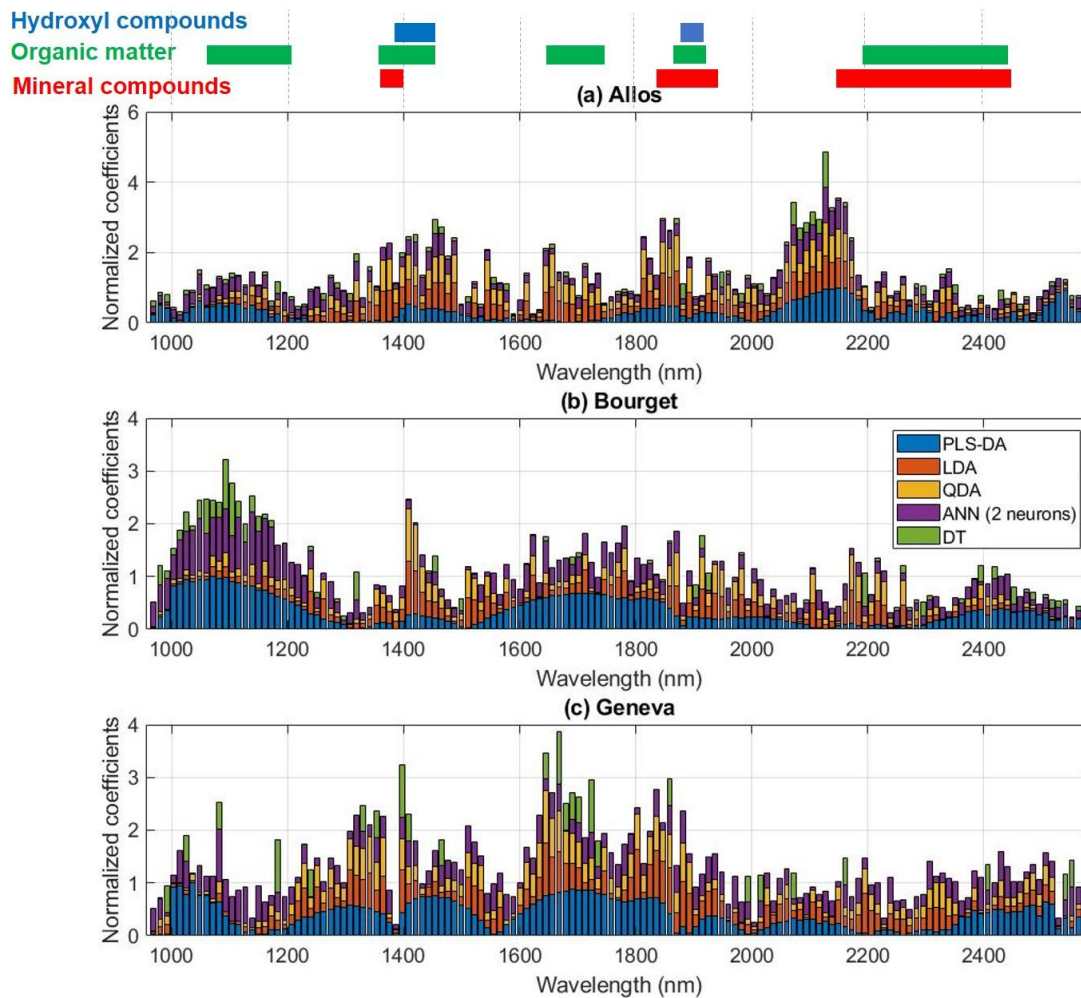 Hydroxyl compounds
Organic matter
Mineral compounds
(a) Allos
Normalized coefficients
6
4
2
0
1000 1200 1400 1600 1800 2000 2200 2400
Wavelength (nm)
(b) Bourget
Normalized coefficients
4
3
2
1
0
PLS-DA
LDA
QDA
ANN (2 neurons)
DT
1000 1200 1400 1600 1800 2000 2200 2400
Wavelength (nm)
(c) Geneva
Normalized coefficients
4
3
2
1
0
1000 1200 1400 1600 1800 2000 2200 2400
Wavelength (nm)